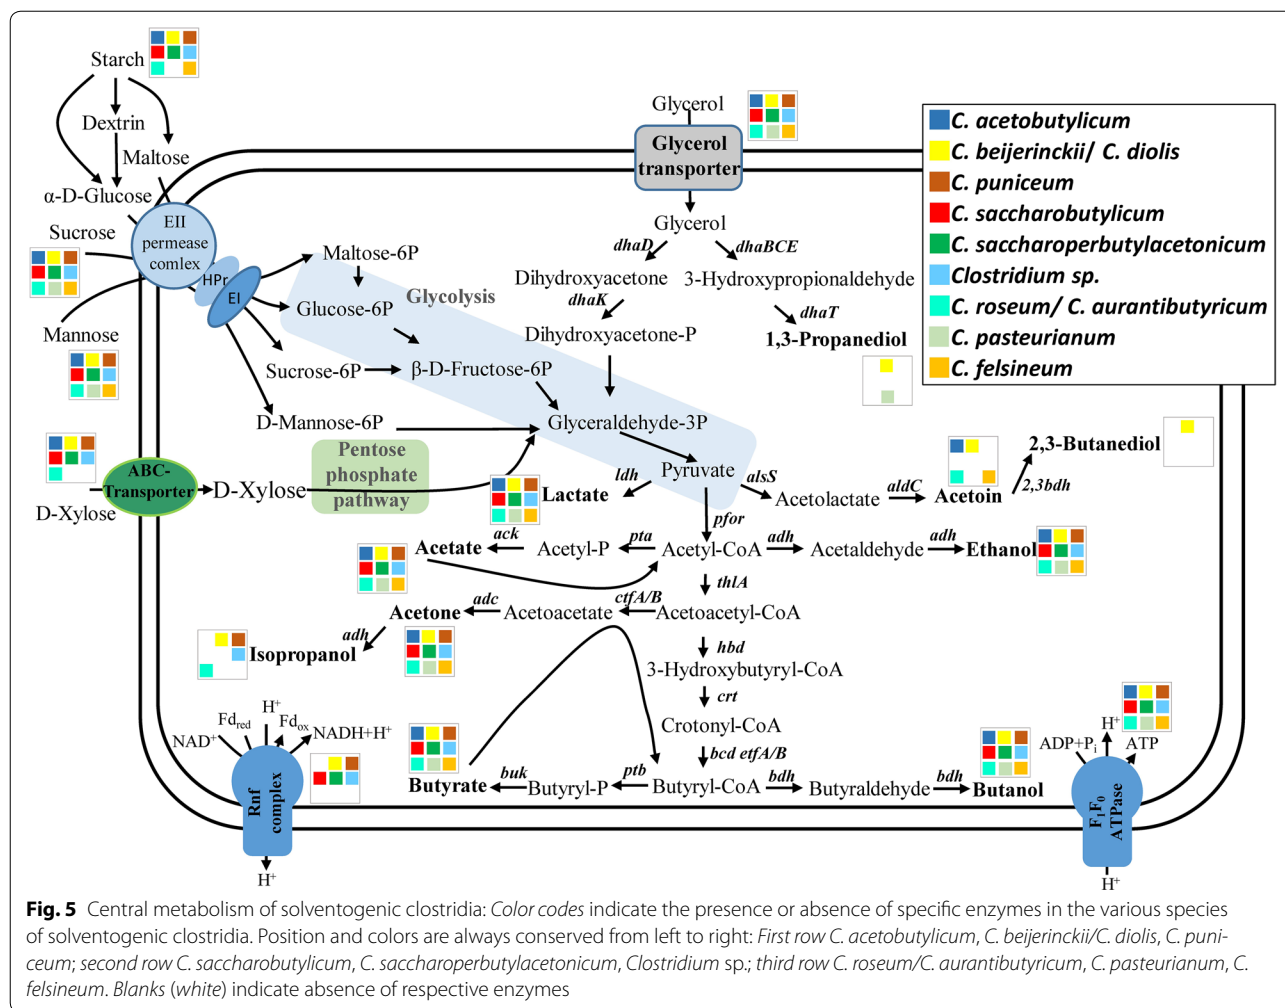 Starch
Dextrin
Maltose
α-D-Glucose
Sucrose
Mannose
EII
permease
comlex
HPr
EI
Glycerol
Glycerol
transporter
Glycerol
dhaD
dhaBCE
Dihydroxyacetone
3-Hydroxypropionaldehyde
dhaK
dhaT
Dihydroxyacetone-P
1,3-Propanediol
C. acetobutylicum
C. beijerinckii/ C. diolis
C. puniceum
C. saccharobutylicum
C. saccharoperbutylacetonicum
Clostridium sp.
C. roseum/ C. aurantibutyricum
C. pasteurianum
C. felsineum
Maltose-6P
Glycolysis
Glucose-6P
Sucrose-6P
β-D-Fructose-6P
D-Mannose-6P
Glyceraldehyde-3P
Pentose
phosphate
pathway
ABC-
Transporter
D-Xylose
D-Xylose
Pyruvate
ldh
Lactate
alsS
Acetolactate
aldC
Acetoin
2,3bdh
2,3-Butanediol
pfor
Acetate
ack
Acetyl-P
pta
Acetyl-CoA
adh
Acetaldehyde
adh
Ethanol
thlA
Acetone
adc
Acetoacetate
ctfA/B
Acetoacetyl-CoA
adh
Isopropanol
hbd
3-Hydroxybutyryl-CoA
crt
Crotonyl-CoA
bcd etfA/B
Butyrate
buk
Butyryl-P
ptb
Butyryl-CoA
bdh
Butyraldehyde
bdh
Butanol
NAD+
Fdred
H+
Fdox
NADH+H+
Rnf
complex
H+
ADP+Pi
H+
ATP
F1F0
ATPase
H+
Fig. 5 Central metabolism of solventogenic clostridia: Color codes indicate the presence or absence of specific enzymes in the various species
of solventogenic clostridia. Position and colors are always conserved from left to right: First row C. acetobutylicum, C. beijerinckii/C. diolis, C. puni-
ceum; second row C. saccharobutylicum, C. saccharoperbutylacetonicum, Clostridium sp.; third row C. roseum/C. aurantibutyricum, C. pasteurianum, C.
felsineum. Blanks (white) indicate absence of respective enzymes